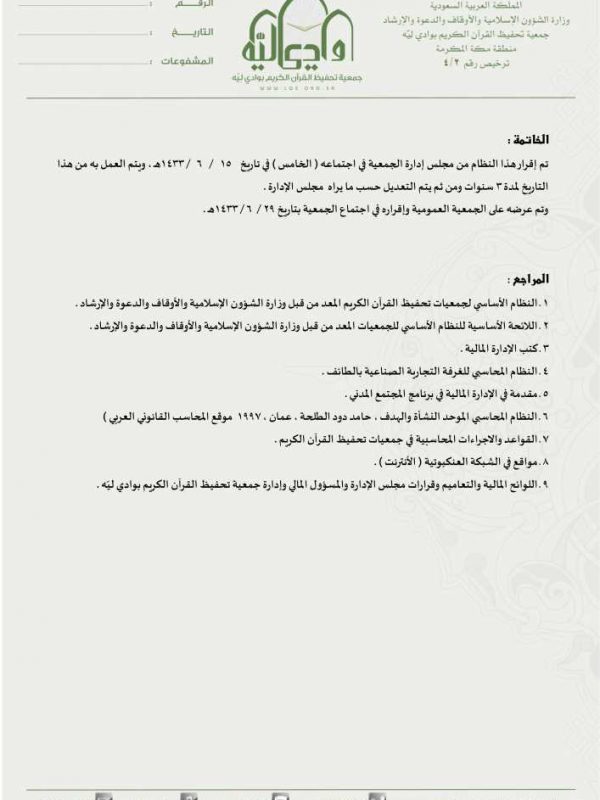 المملكة العربية السعودية
وزارة الشؤون الإسلامية والأوقاف والدعوة والإرشاد
جمعية تحفيظ القرآن الكريم بوادي ليّه
منطقة مكة المكرمة
ترخيص رقم ٤/٢
الرقـــــم :
التاريـــــخ :
المشفوعات :
وادي ليّه
جمعية تحفيظ القرآن الكريم بوادي ليّه
WWW.LQE.ORG.SA
الخاتمة :
تم إقرار هذا النظام من مجلس إدارة الجمعية في اجتماعه ( الخامس ) في تاريخ ١٥ / ٦ / ١٤٣٣هـ ، ويتم العمل به من هذا
التاريخ لمدة ٣ سنوات ومن ثم يتم التعديل حسب ما يراه مجلس الإدارة .
وتم عرضه على الجمعية العمومية وإقراره في اجتماع الجمعية بتاريخ ٢٩ / ٦ / ١٤٣٣هـ .
المراجع :
١. النظام الأساسي لجمعيات تحفيظ القرآن الكريم المعد من قبل وزارة الشؤون الإسلامية والأوقاف والدعوة والإرشاد .
٢. اللائحة الأساسية للنظام الأساسي للجمعيات المعد من قبل وزارة الشؤون الإسلامية والأوقاف والدعوة والإرشاد .
٣. كتب الإدارة المالية .
٤. النظام المحاسبي للغرفة التجارية الصناعية بالطائف .
٥. مقدمة في الإدارة المالية في برنامج المجتمع المدني .
٦. النظام المحاسبي الموحد النشأة والهدف ، حامد دود الطلحة ، عمان ، ١٩٩٧ موقع المحاسب القانوني العربي )
٧. القواعد والاجراءات المحاسبية في جمعيات تحفيظ القرآن الكريم .
٨. مواقع في الشبكة العنكبوتية ( الأنترنت ) .
٩. اللوائح المالية والتعاميم وقرارات مجلس الإدارة والمسؤول المالي وإدارة جمعية تحفيظ القرآن الكريم بوادي ليّه .